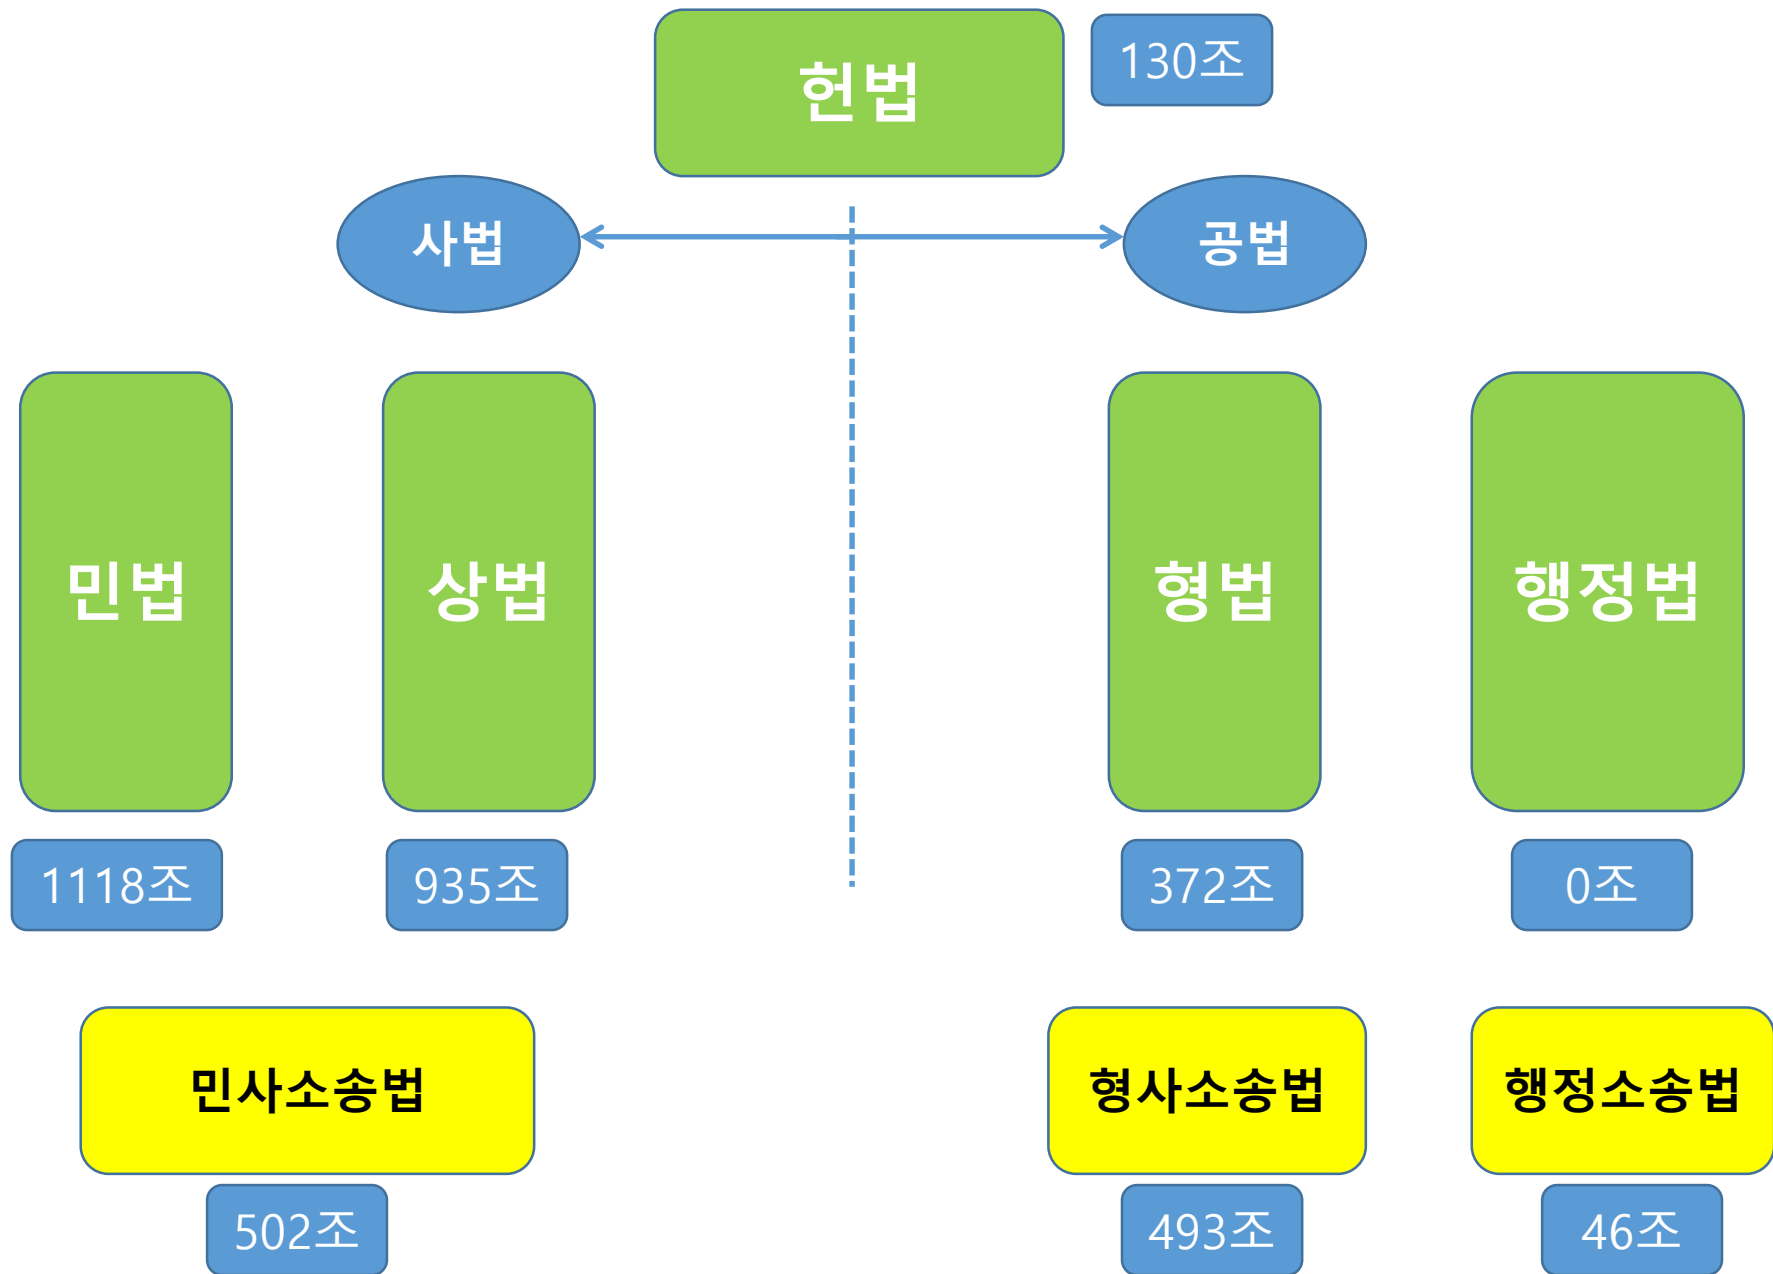 헌법
130조
사법
공법
민법
상법
형법
행정법
1118조
935조
372조
0조
민사소송법
형사소송법
행정소송법
502조
493조
46조